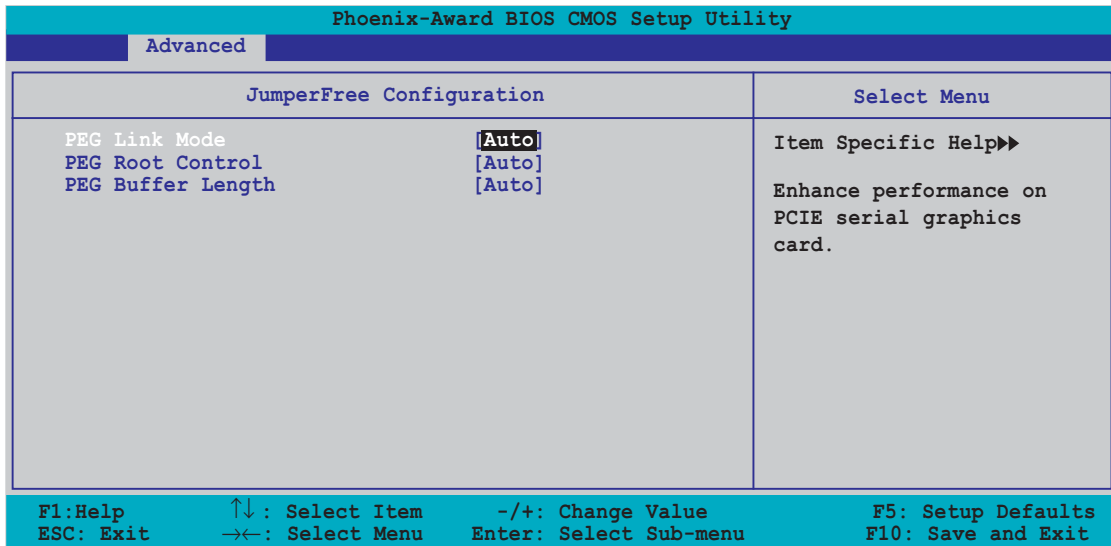 Phoenix-Award BIOS CMOS Setup Utility
Advanced
JumperFree Configuration
Select Menu
PEG Link Mode [Auto]
PEG Root Control [Auto]
PEG Buffer Length [Auto]
Item Specific Help▶▶
Enhance performance on
PCIE serial graphics
card.
F1:Help ↑↓: Select Item -/+: Change Value F5: Setup Defaults
ESC: Exit →←: Select Menu Enter: Select Sub-menu F10: Save and Exit